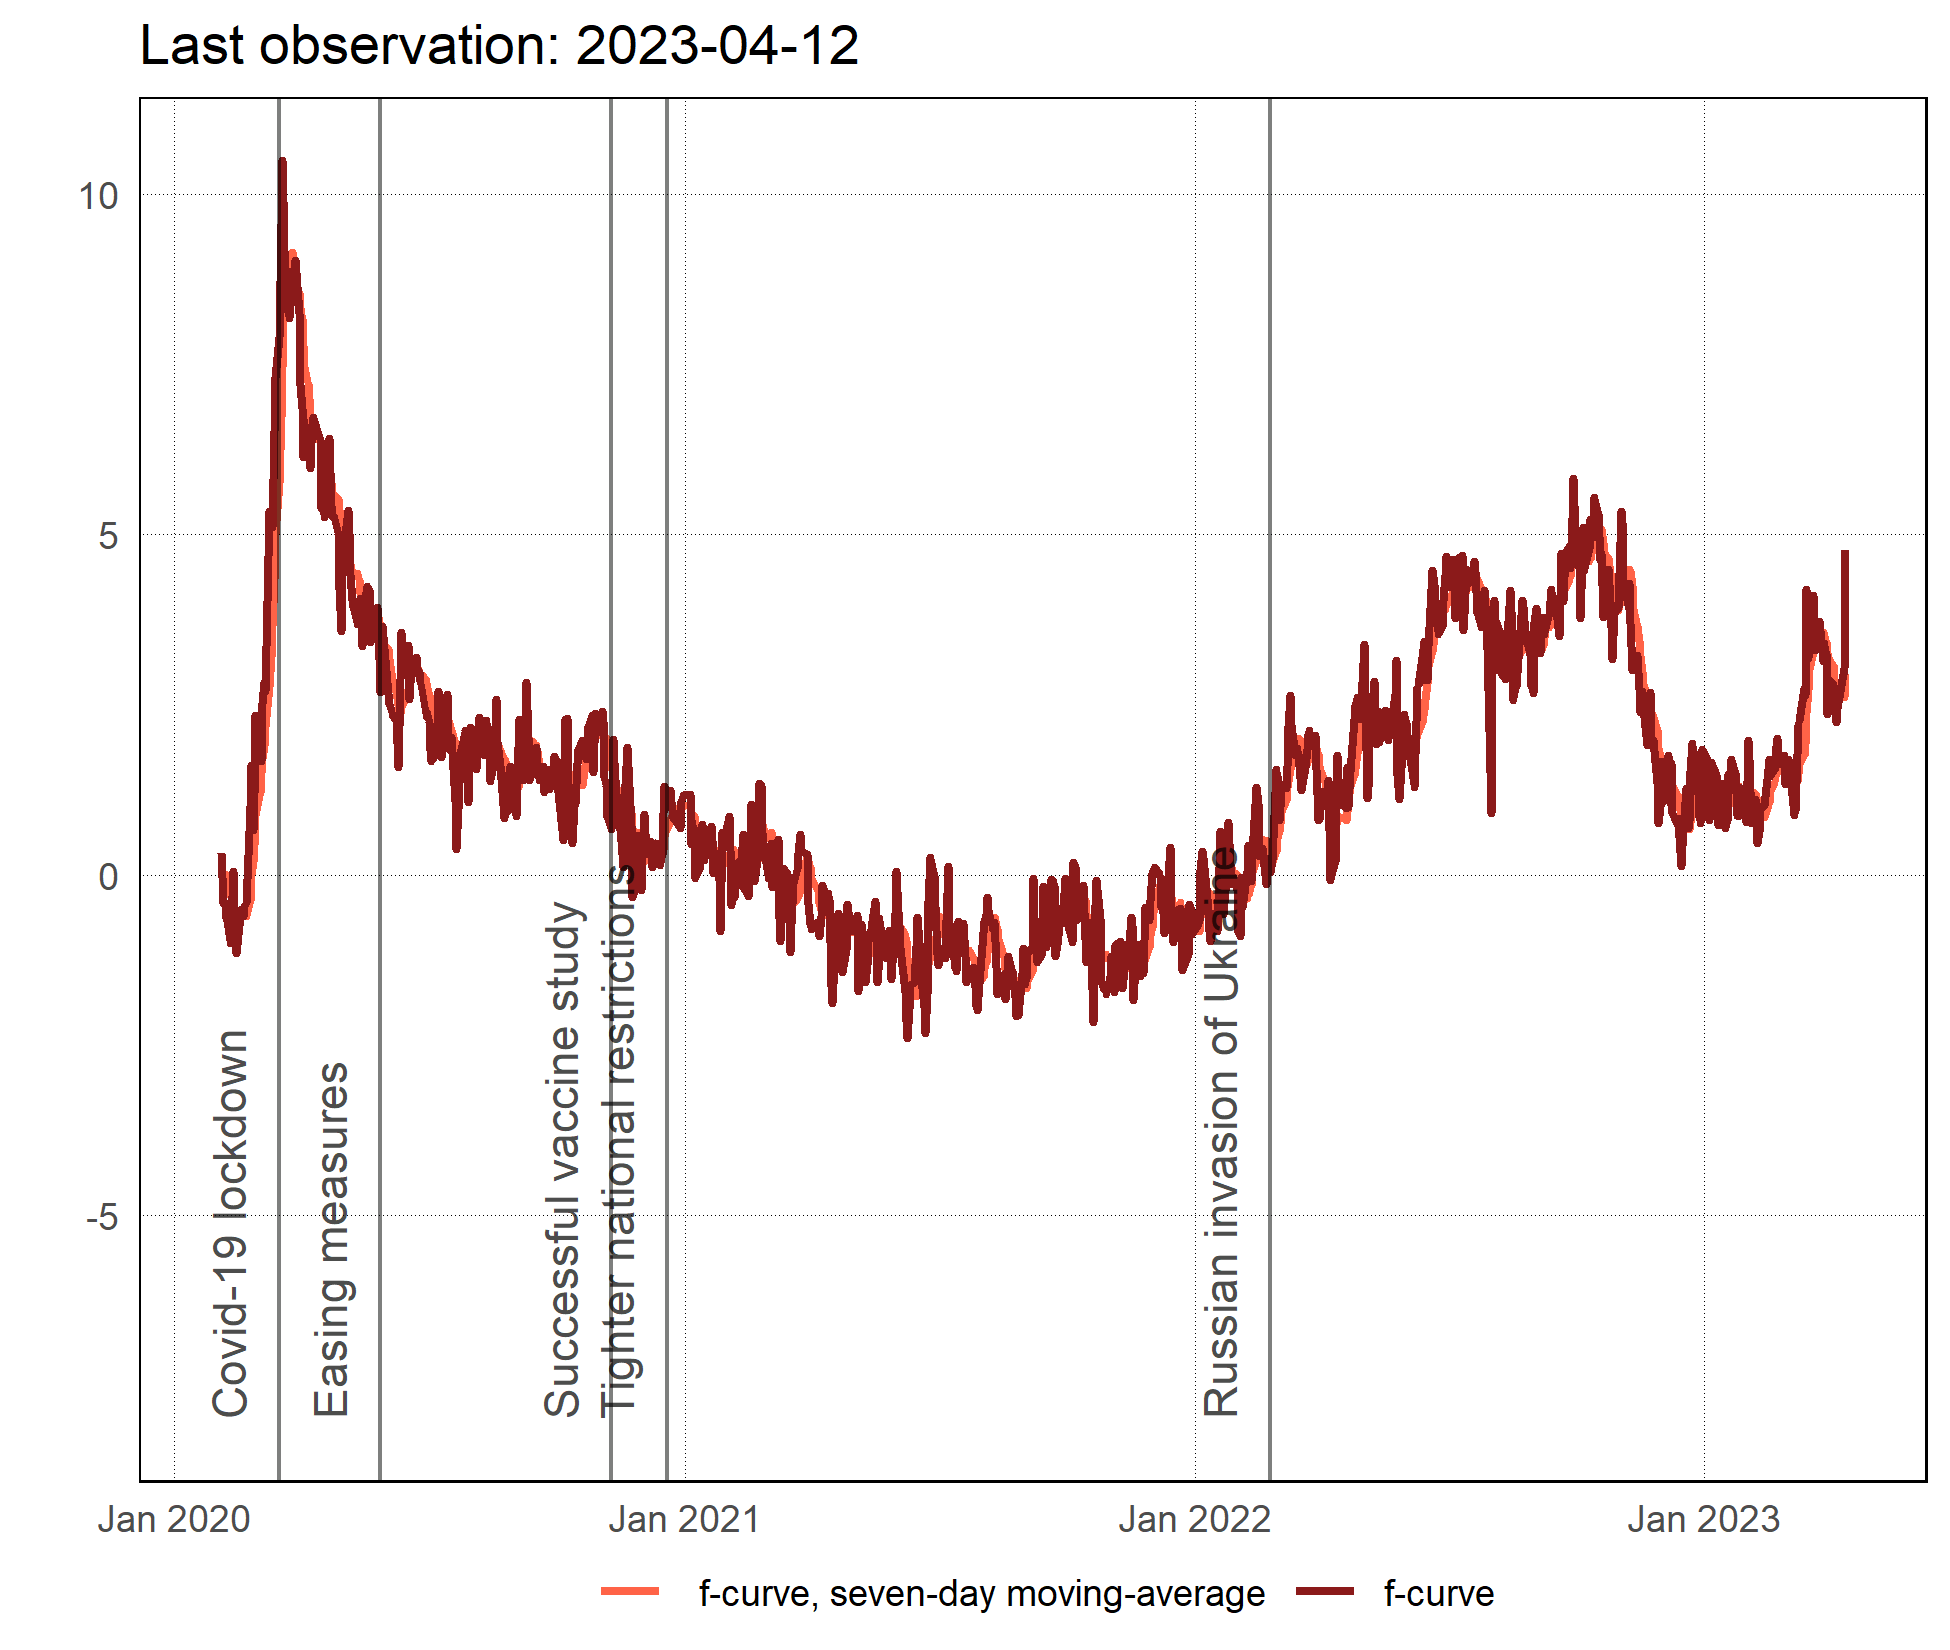 Last observation: 2023-04-12
10
5
0
-5
Covid-19 lockdown
Easing measures
Successful vaccine study
Tighter national restrictions
Russian invasion of Ukraine
Jan 2020
Jan 2021
Jan 2022
Jan 2023
f-curve, seven-day moving-average
f-curve